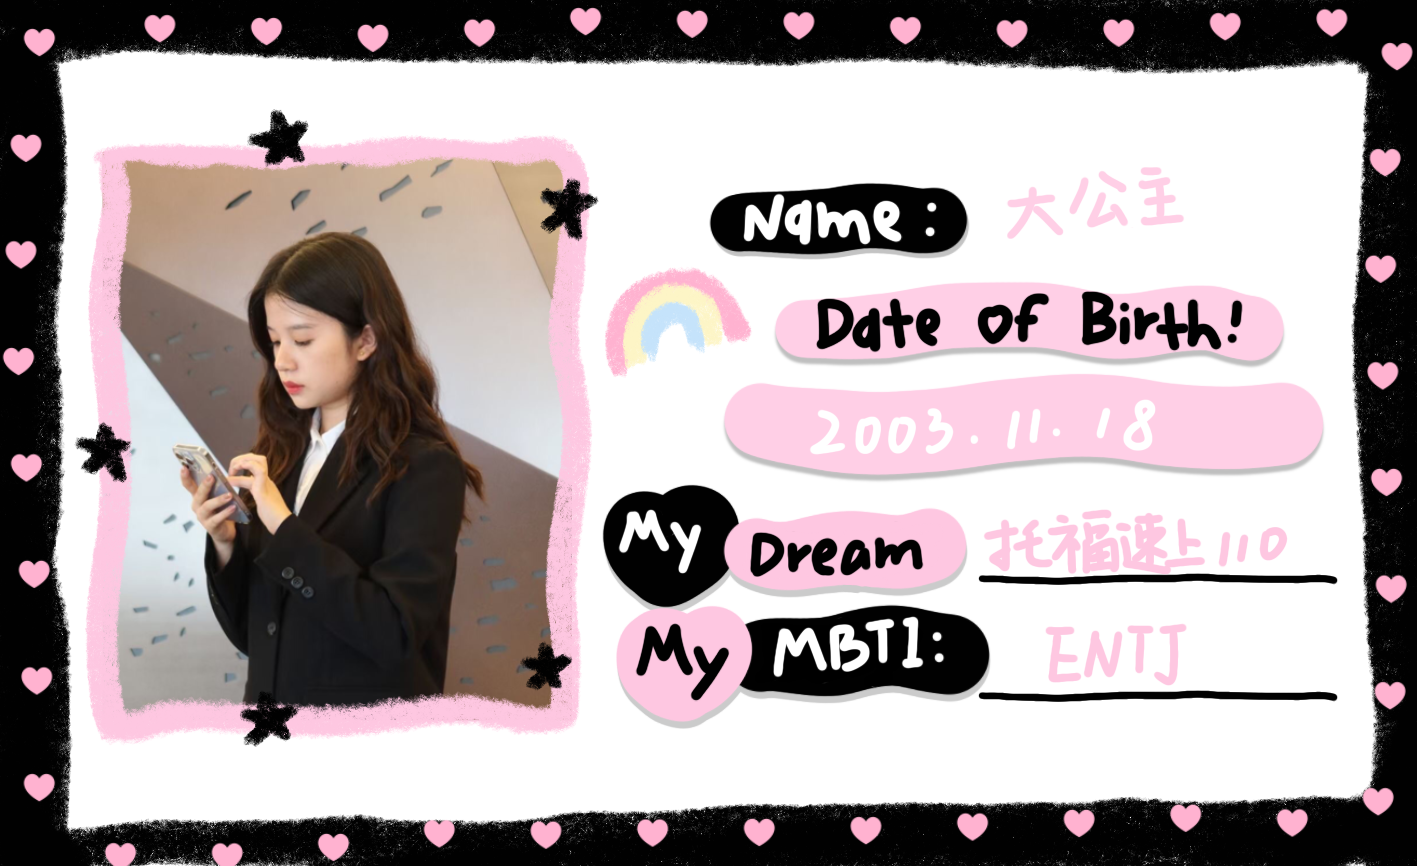 Name: 大公主
Date of Birth!
2003.11.18
My Dream 托福速上110
My MBTI: ENTJ